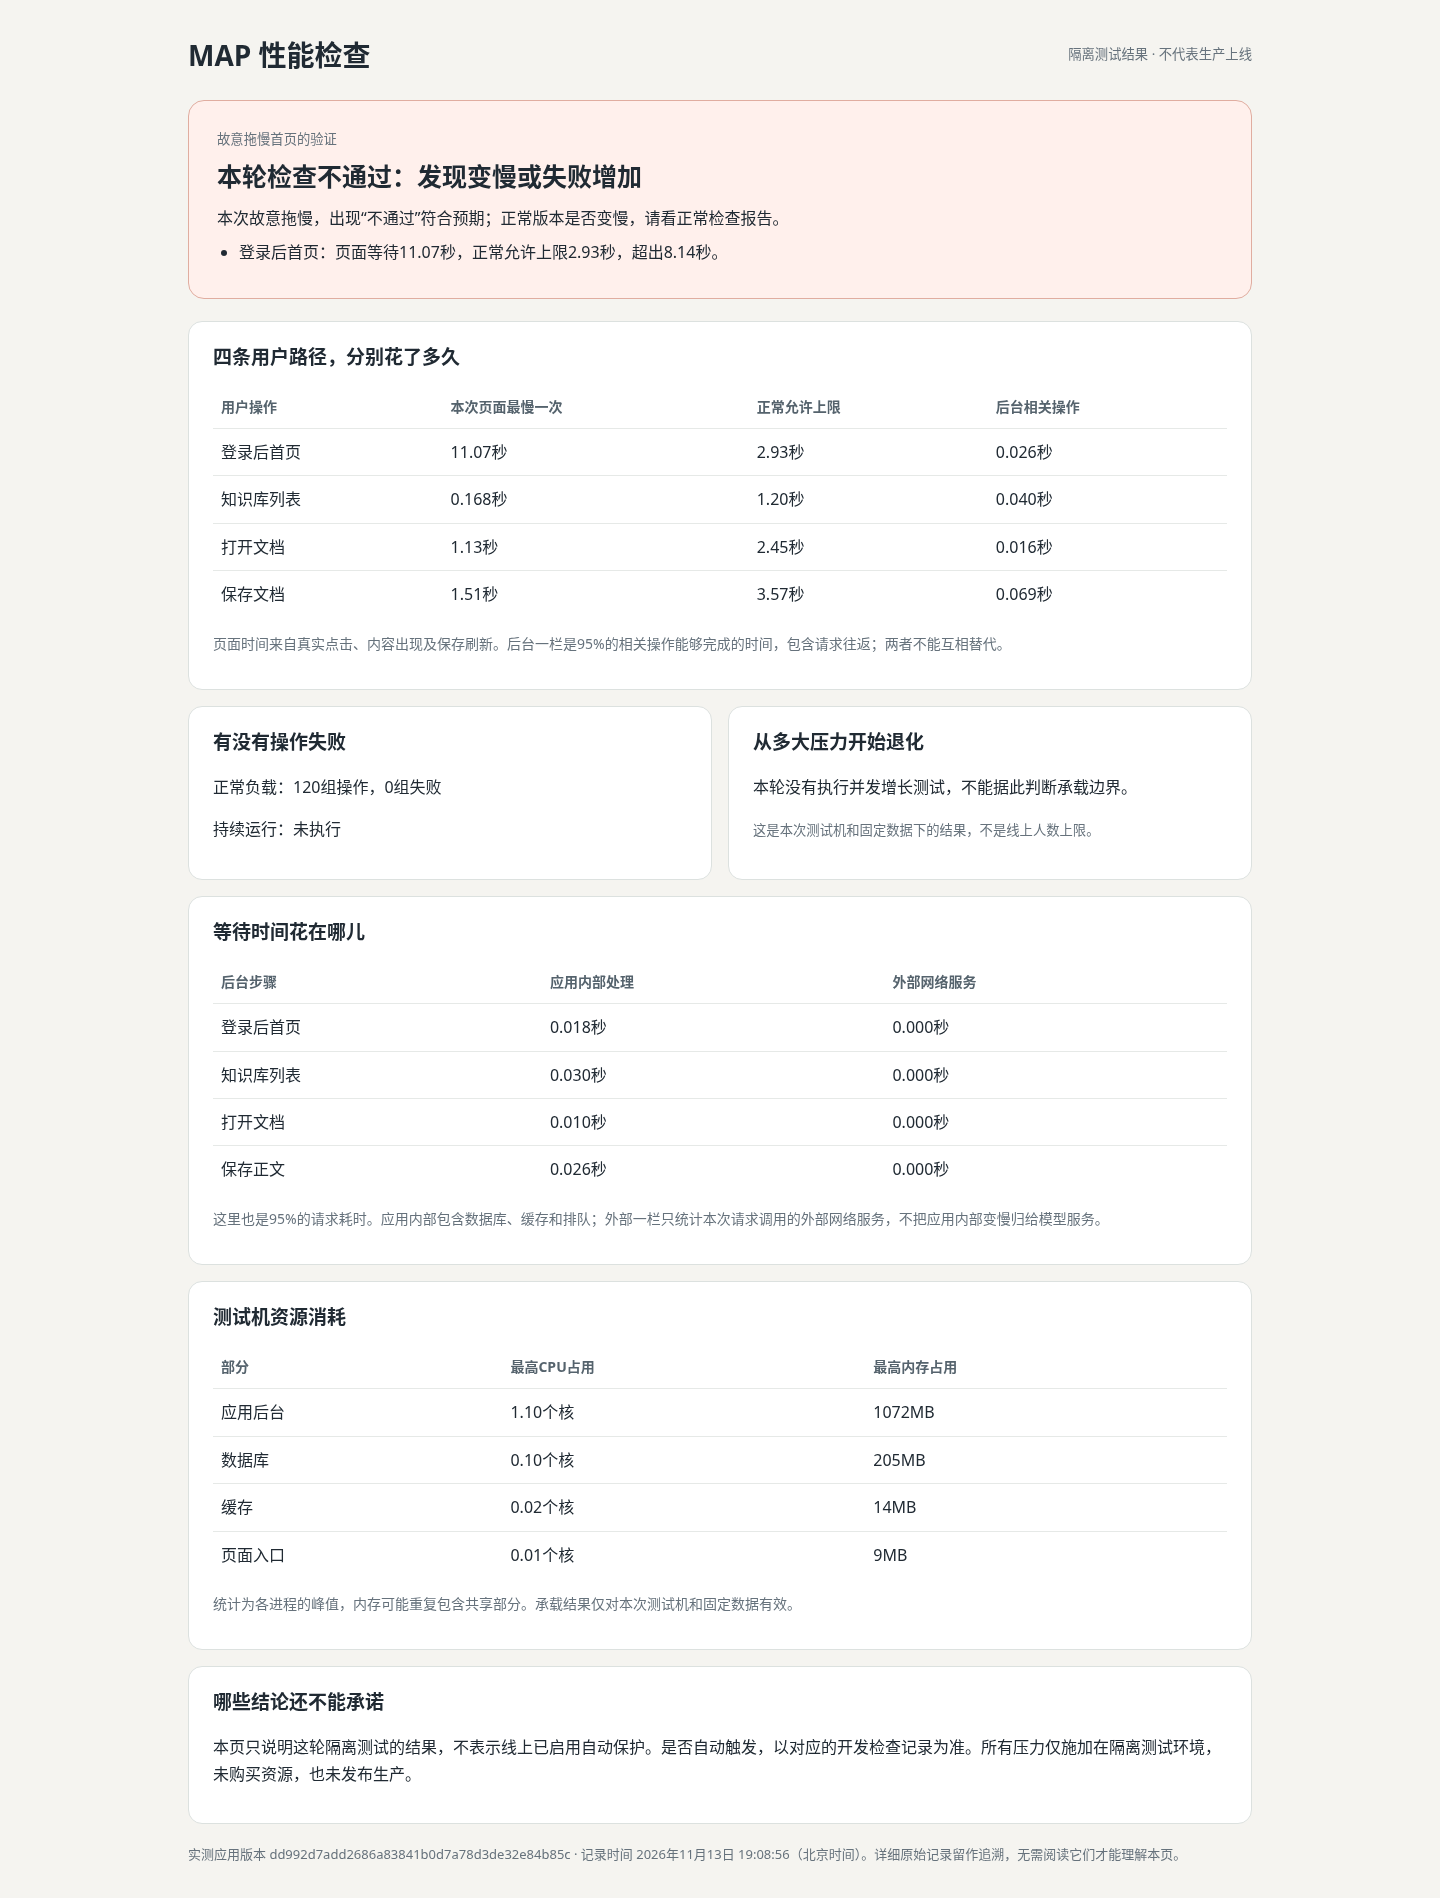 MAP 性能检查
隔离测试结果 · 不代表生产上线
故意拖慢首页的验证
本轮检查不通过：发现变慢或失败增加
本次故意拖慢，出现“不通过”符合预期；正常版本是否变慢，请看正常检查报告。
• 登录后首页：页面等待11.07秒，正常允许上限2.93秒，超出8.14秒。
四条用户路径，分别花了多久
用户操作 本次页面最慢一次 正常允许上限 后台相关操作
登录后首页 11.07秒 2.93秒 0.026秒
知识库列表 0.168秒 1.20秒 0.040秒
打开文档 1.13秒 2.45秒 0.016秒
保存文档 1.51秒 3.57秒 0.069秒
页面时间来自真实点击、内容出现及保存刷新。后台一栏是95%的相关操作能够完成的时间，包含请求往返；两者不能互相替代。
有没有操作失败
正常负载：120组操作，0组失败
持续运行：未执行
从多大压力开始退化
本轮没有执行并发增长测试，不能据此判断承载边界。
这是本次测试机和固定数据下的结果，不是线上人数上限。
等待时间花在哪儿
后台步骤 应用内部处理 外部网络服务
登录后首页 0.018秒 0.000秒
知识库列表 0.030秒 0.000秒
打开文档 0.010秒 0.000秒
保存正文 0.026秒 0.000秒
这里也是95%的请求耗时。应用内部包含数据库、缓存和排队；外部一栏只统计本次请求调用的外部网络服务，不把应用内部变慢归给模型服务。
测试机资源消耗
部分 最高CPU占用 最高内存占用
应用后台 1.10个核 1072MB
数据库 0.10个核 205MB
缓存 0.02个核 14MB
页面入口 0.01个核 9MB
统计为各进程的峰值，内存可能重复包含共享部分。承载结果仅对本次测试机和固定数据有效。
哪些结论还不能承诺
本页只说明这轮隔离测试的结果，不表示线上已启用自动保护。是否自动触发，以对应的开发检查记录为准。所有压力仅施加在隔离测试环境，
未购买资源，也未发布生产。
实测应用版本 dd992d7add2686a83841b0d7a78d3de32e84b85c · 记录时间 2026年11月13日 19:08:56（北京时间）。详细原始记录留作追溯，无需阅读它们才能理解本页。